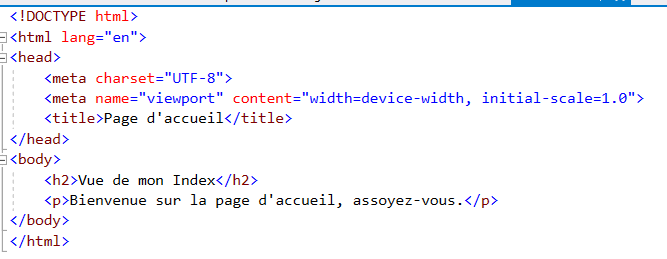 <!DOCTYPE html>
<html lang="en">
<head>
    <meta charset="UTF-8">
    <meta name="viewport" content="width=device-width, initial-scale=1.0">
    <title>Page d'accueil</title>
</head>
<body>
    <h2>Vue de mon Index</h2>
    <p>Bienvenue sur la page d'accueil, assoyez-vous.</p>
</body>
</html>